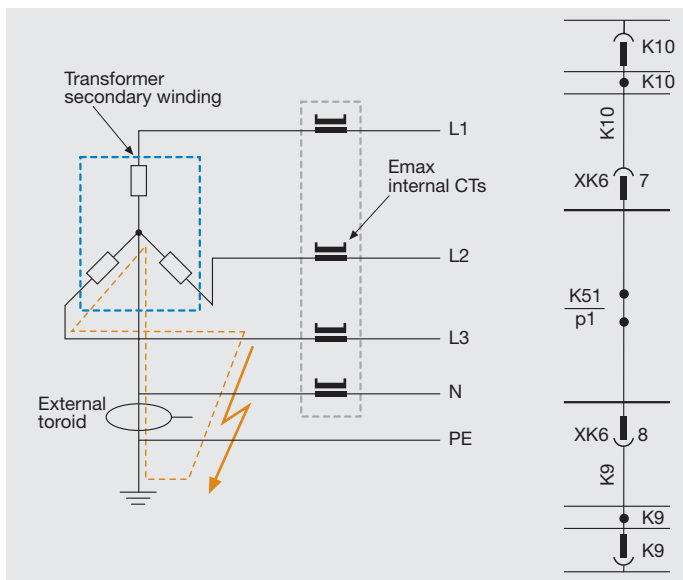 Transformer
secondary winding
L1
Emax
internal CTs
L2
L3
N
External
toroid
PE
K10
K10
K10
XK6 7
K51
p1
XK6 8
K9
K9
K9